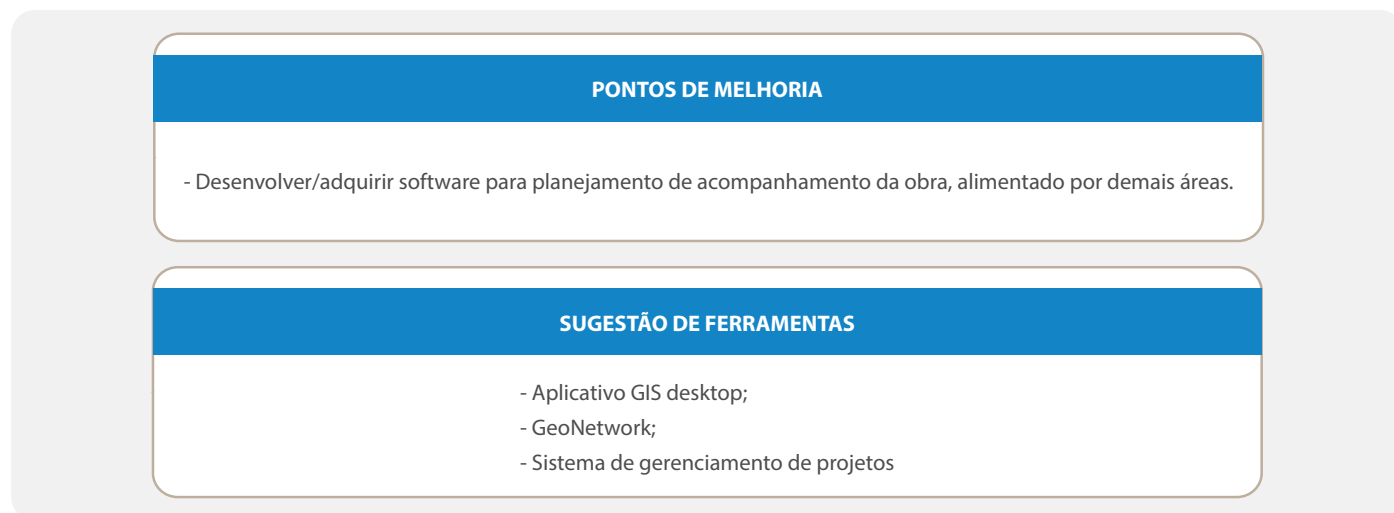 PONTOS DE MELHORIA
- Desenvolver/adquirir software para planejamento de acompanhamento da obra, alimentado por demais áreas.
SUGESTÃO DE FERRAMENTAS
- Aplicativo GIS desktop;
- GeoNetwork;
- Sistema de gerenciamento de projetos